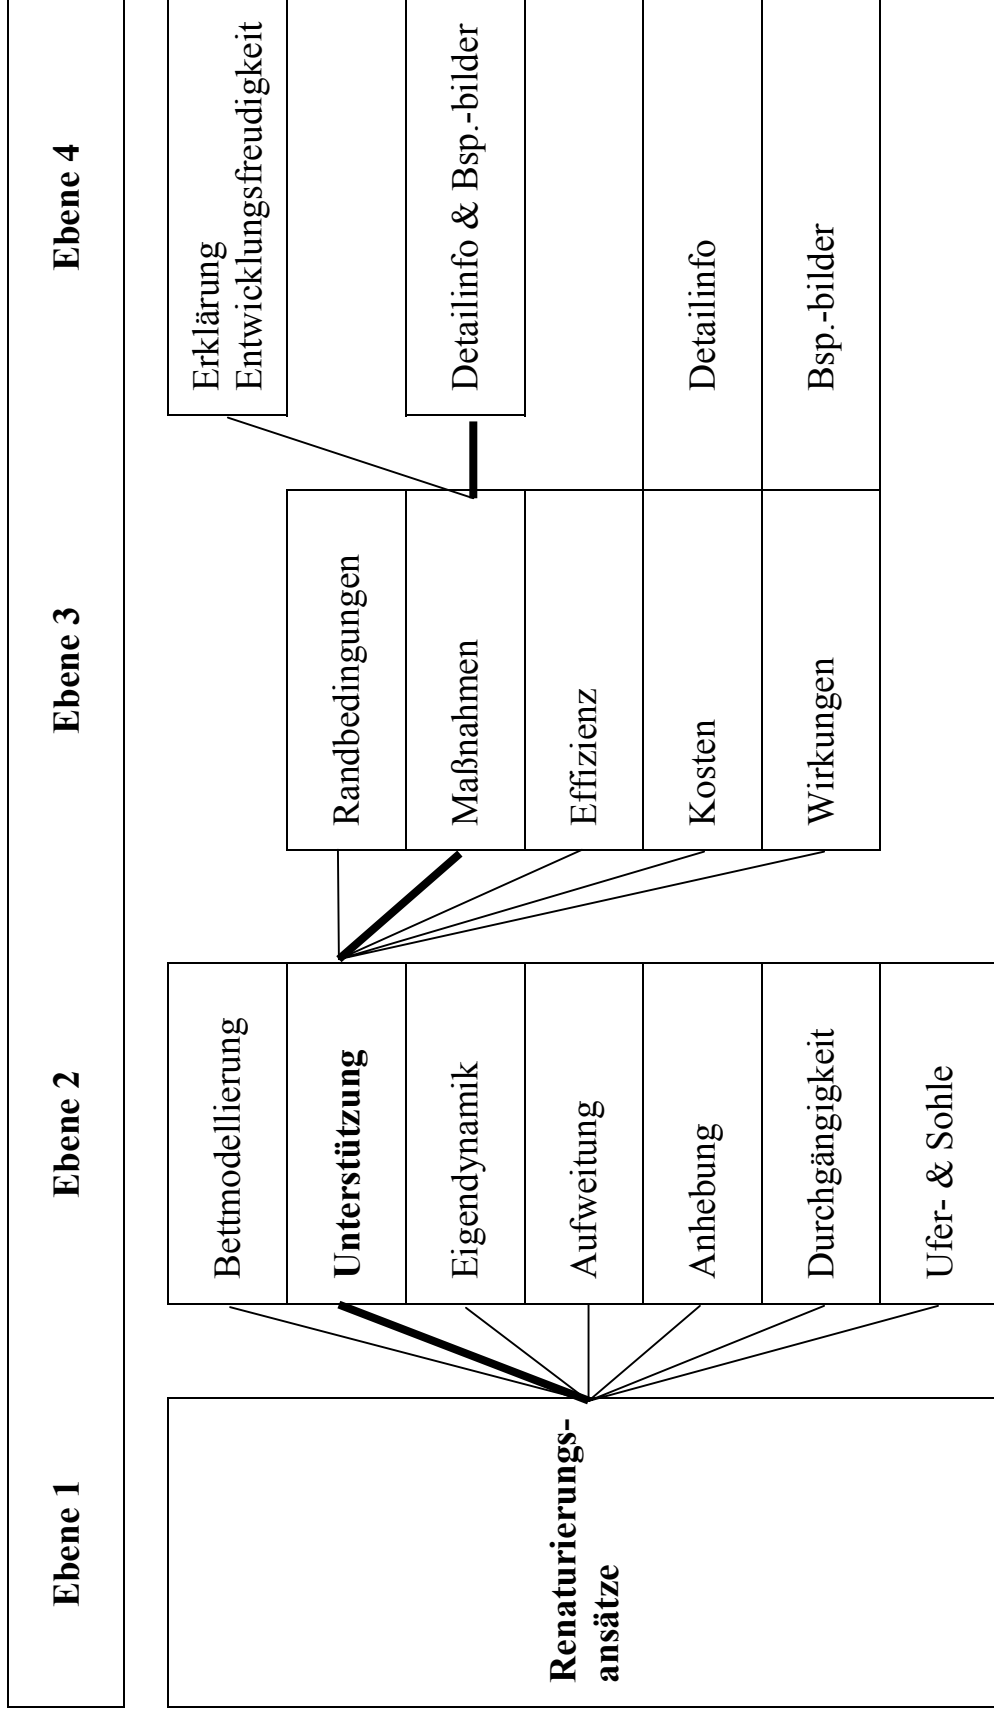 Ebene 1
Ebene 2
Ebene 3
Ebene 4
Renaturierungs-
ansätze
Bettmodellierung
Unterstützung
Eigendynamik
Aufweitung
Anhebung
Durchgängigkeit
Ufer- & Sohle
Randbedingungen
Maßnahmen
Effizienz
Kosten
Wirkungen
Erklärung
Entwicklungsfreudigkeit
Detailinfo & Bsp.-bilder
Detailinfo
Bsp.-bilder